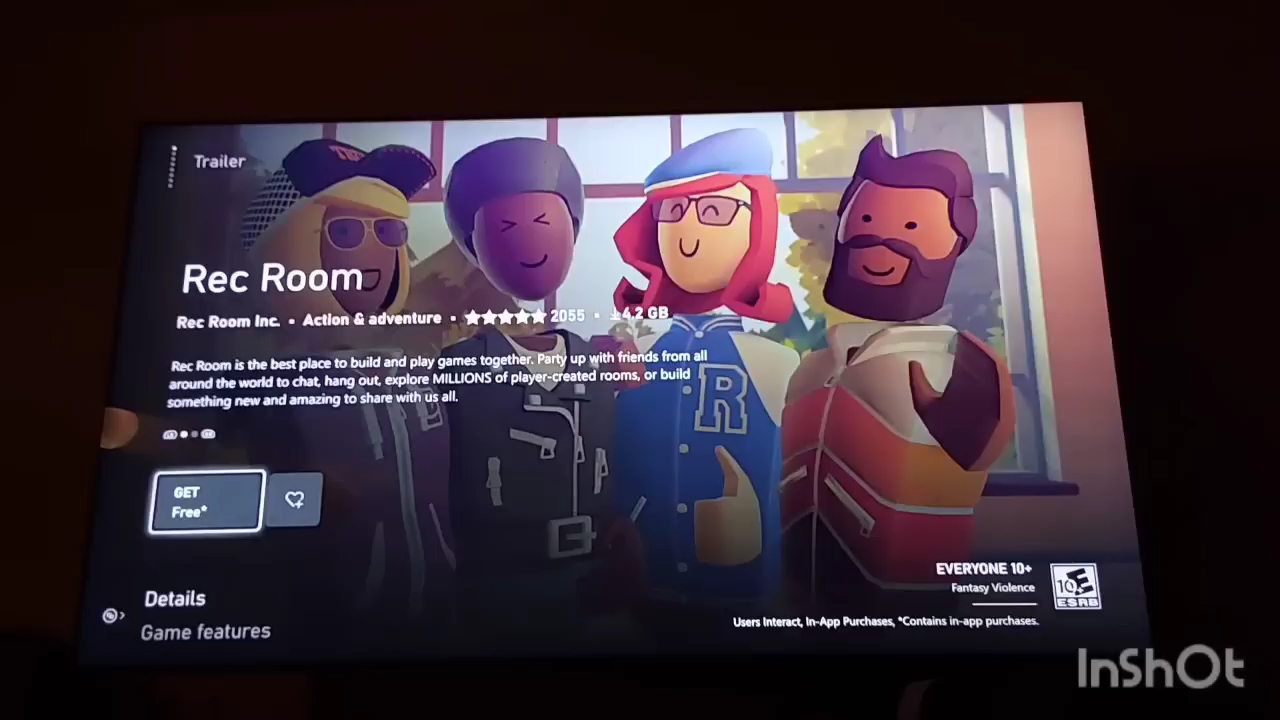 Trailer
Rec Room
Rec Room Inc. • Action & adventure • ★★★★★ 2055 • 4.2 GB
Rec Room is the best place to build and play games together. Party up with friends from all
around the world to chat, hang out, explore MILLIONS of player-created rooms, or build
something new and amazing to share with us all.
GET
Free*
R
EVERYONE 10+
Fantasy Violence
10+
E
ESRB
Users Interact, In-App Purchases, *Contains in-app purchases.
Details
Game features
InShOt